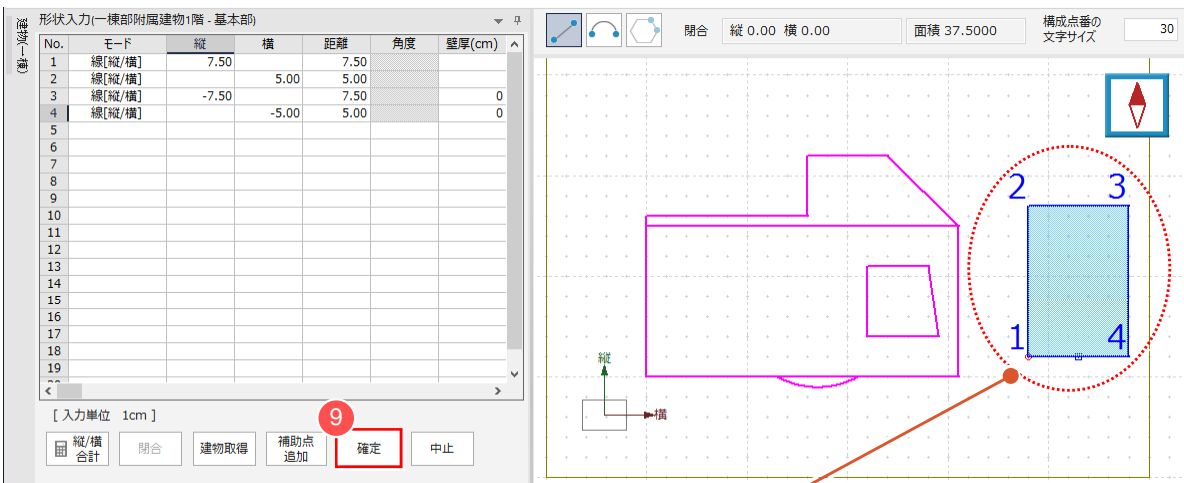 建物(一棟)
形状入力(一棟部附属建物1階 - 基本部)
No. モード 縦 横 距離 角度 壁厚(cm)
1 線[縦/横] 7.50 7.50
2 線[縦/横] 5.00 5.00
3 線[縦/横] -7.50 7.50 0
4 線[縦/横] -5.00 5.00 0
5
6
7
8
9
10
11
12
13
14
15
16
17
18
19
[ 入力単位 1cm ]
9
縦/横
合計
閉合
建物取得
補助点
追加
確定
中止
閉合
縦 0.00 横 0.00
面積 37.5000
構成点番の
文字サイズ
30
2 3
1 4
縦
横